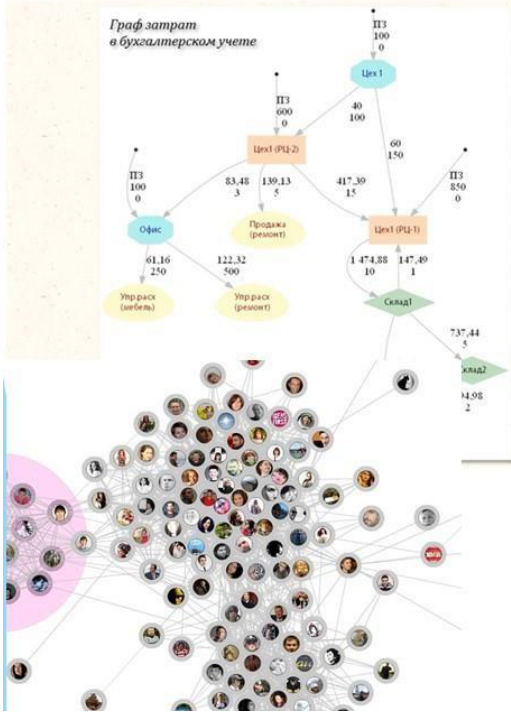 Граф затрат
в бухгалтерском учете
ПЗ
100
0
Цех 1
ПЗ
600
0
40
100
Цех1 (РЦ-2)
60
150
ПЗ
100
0
83,48
3
139,13
5
417,39
15
ПЗ
850
0
Офис
Продажа
(ремонт)
Цех1 (РЦ-1)
61,16
250
122,32
500
1 474,88
10
147,49
1
Упр.расх
(мебель)
Упр.расх
(ремонт)
Склад1
737,44
5
Склад2
94,98
2